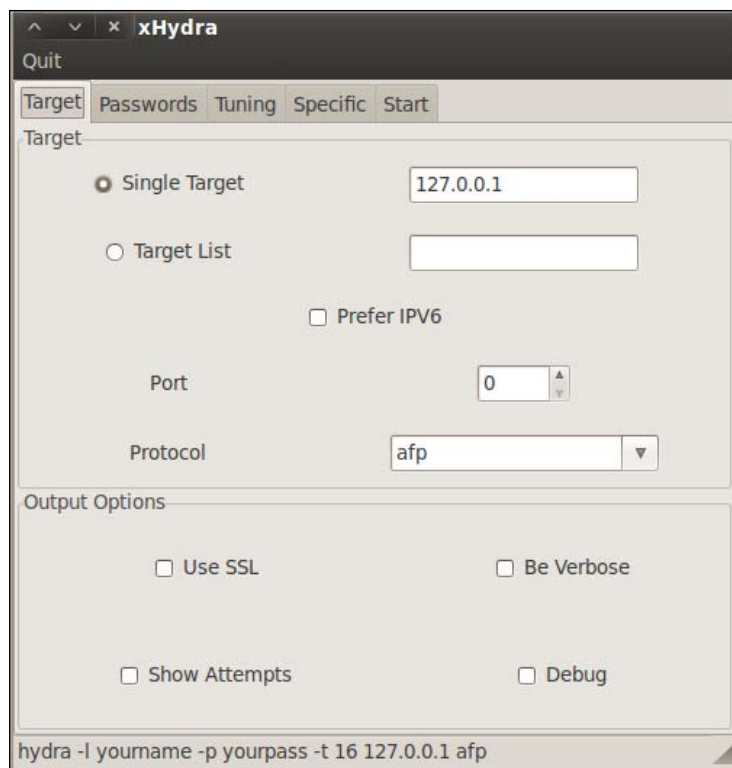 xHydra
Quit
Target Passwords Tuning Specific Start
Target
Single Target 127.0.0.1
Target List
Prefer IPV6
Port 0
Protocol afp
Output Options
Use SSL Be Verbose
Show Attempts Debug
hydra -l yourname -p yourpass -t 16 127.0.0.1 afp